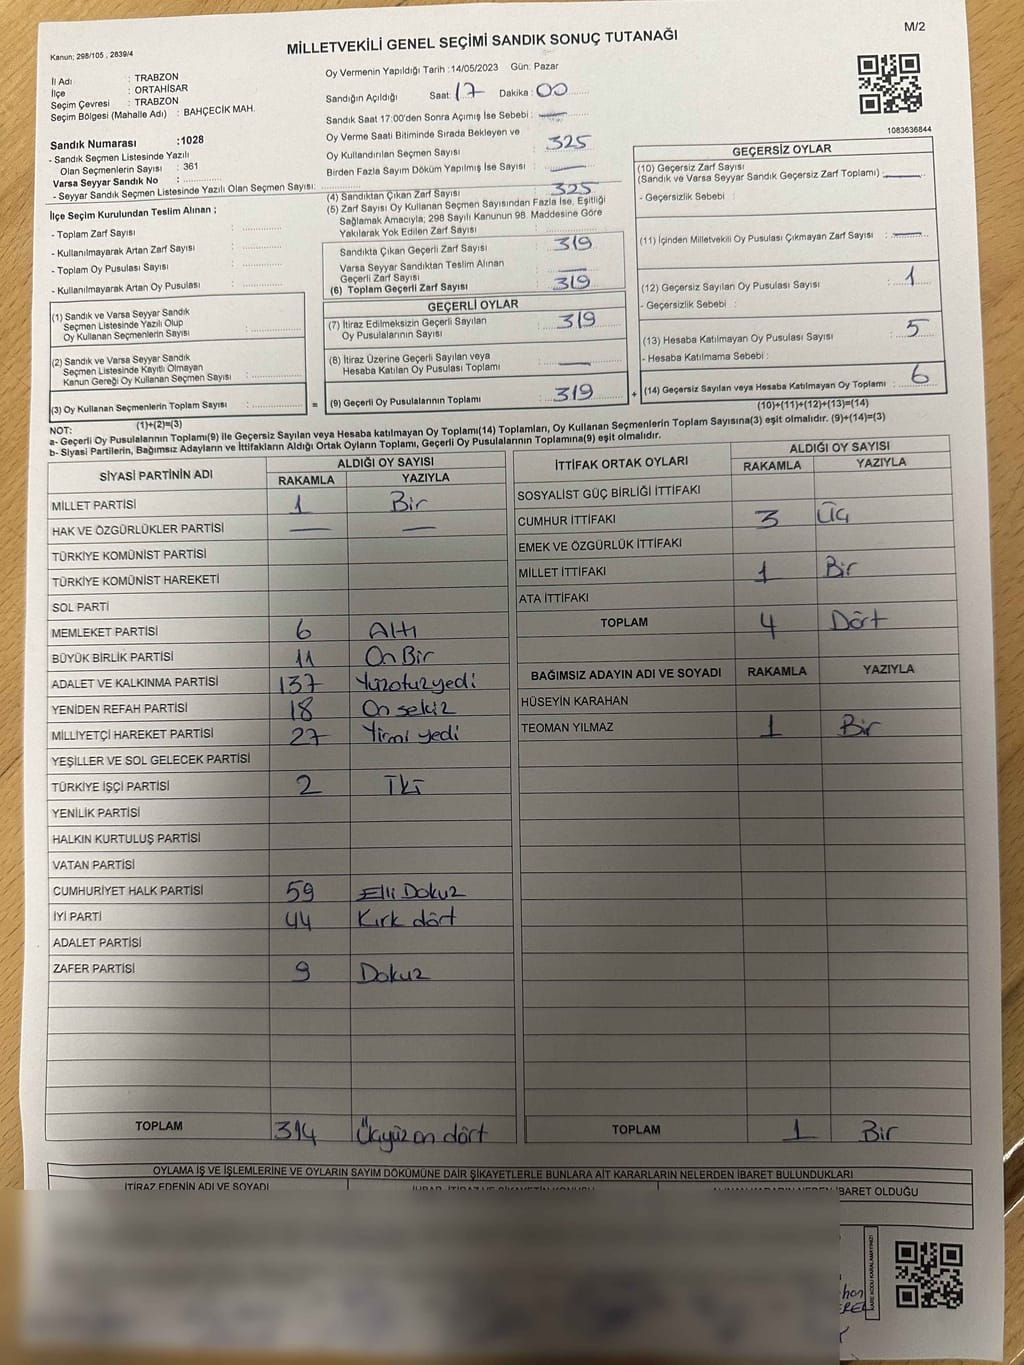 Kanun; 298/105 , 2839/4
MİLLETVEKİLİ GENEL SEÇİMİ SANDIK SONUÇ TUTANAĞI
M/2
İl Adı : TRABZON
İlçe : ORTAHİSAR
Seçim Çevresi : TRABZON
Seçim Bölgesi (Mahalle Adı) : BAHÇECİK MAH.
Sandık Numarası :1028
- Sandık Seçmen Listesinde Yazılı
Olan Seçmenlerin Sayısı : 361
Varsa Seyyar Sandık No :
- Seyyar Sandık Seçmen Listesinde Yazılı Olan Seçmen Sayısı:
Oy Vermenin Yapıldığı Tarih :14/05/2023 Gün: Pazar
Sandığın Açıldığı Saat: 17 Dakika : 00
Sandık Saat 17:00'den Sonra Açımış İse Sebebi : —
Oy Verme Saati Bitiminde Sırada Bekleyen ve
Oy Kullandırılan Seçmen Sayısı : 325
Birden Fazla Sayım Döküm Yapılmış İse Sayısı : —
(4) Sandıktan Çıkan Zarf Sayısı : 325
(5) Zarf Sayısı Oy Kullanan Seçmen Sayısından Fazla İse, Eşitliği
Sağlamak Amacıyla; 298 Sayılı Kanunun 98. Maddesine Göre
Yakılarak Yok Edilen Zarf Sayısı :
Sandıkta Çıkan Geçerli Zarf Sayısı : 319
Varsa Seyyar Sandıktan Teslim Alınan
Geçerli Zarf Sayısı : —
(6) Toplam Geçerli Zarf Sayısı : 319
1083636844
GEÇERSİZ OYLAR
(10) Geçersiz Zarf Sayısı
(Sandık ve Varsa Seyyar Sandık Geçersiz Zarf Toplamı) : —
- Geçersizlik Sebebi :
(11) İçinden Milletvekili Oy Pusulası Çıkmayan Zarf Sayısı : —
(12) Geçersiz Sayılan Oy Pusulası Sayısı : 1
- Geçersizlik Sebebi :
(13) Hesaba Katılmayan Oy Pusulası Sayısı : 5
- Hesaba Katılmama Sebebi :
(14) Geçersiz Sayılan veya Hesaba Katılmayan Oy Toplamı : 6
(10)+(11)+(12)+(13)=(14)
İlçe Seçim Kurulundan Teslim Alınan ;
- Toplam Zarf Sayısı :
- Kullanılmayarak Artan Zarf Sayısı :
- Toplam Oy Pusulası Sayısı :
- Kullanılmayarak Artan Oy Pusulası :
(1) Sandık ve Varsa Seyyar Sandık
Seçmen Listesinde Yazılı Olup
Oy Kullanan Seçmenlerin Sayısı :
(2) Sandık ve Varsa Seyyar Sandık
Seçmen Listesinde Kayıtlı Olmayan
Kanun Gereği Oy Kullanan Seçmen Sayısı :
(3) Oy Kullanan Seçmenlerin Toplam Sayısı : =
(1)+(2)=(3)
GEÇERLİ OYLAR
(7) İtiraz Edilmeksizin Geçerli Sayılan
Oy Pusulalarının Sayısı : 319
(8) İtiraz Üzerine Geçerli Sayılan veya
Hesaba Katılan Oy Pusulası Toplamı : —
(9) Geçerli Oy Pusulalarının Toplamı : 319 +
NOT:
a- Geçerli Oy Pusulalarının Toplamı(9) ile Geçersiz Sayılan veya Hesaba katılmayan Oy Toplamı(14) Toplamları, Oy Kullanan Seçmenlerin Toplam Sayısına(3) eşit olmalıdır. (9)+(14)=(3)
b- Siyasi Partilerin, Bağımsız Adayların ve İttifakların Aldığı Ortak Oyların Toplamı, Geçerli Oy Pusulalarının Toplamına(9) eşit olmalıdır.
SİYASİ PARTİNİN ADI ALDIĞI OY SAYISI
RAKAMLA YAZIYLA
MİLLET PARTİSİ 1 Bir
HAK VE ÖZGÜRLÜKLER PARTİSİ — —
TÜRKİYE KOMÜNİST PARTİSİ
TÜRKİYE KOMÜNİST HAREKETİ
SOL PARTİ
MEMLEKET PARTİSİ 6 Altı
BÜYÜK BİRLİK PARTİSİ 11 On Bir
ADALET VE KALKINMA PARTİSİ 137 Yüzotuzyedi
YENİDEN REFAH PARTİSİ 18 On sekiz
MİLLİYETÇİ HAREKET PARTİSİ 27 Yirmi yedi
YEŞİLLER VE SOL GELECEK PARTİSİ
TÜRKİYE İŞÇİ PARTİSİ 2 İki
YENİLİK PARTİSİ
HALKIN KURTULUŞ PARTİSİ
VATAN PARTİSİ
CUMHURİYET HALK PARTİSİ 59 Elli Dokuz
İYİ PARTİ 44 Kırk dört
ADALET PARTİSİ
ZAFER PARTİSİ 9 Dokuz
TOPLAM 314 Üçyüz on dört
İTTİFAK ORTAK OYLARI ALDIĞI OY SAYISI
RAKAMLA YAZIYLA
SOSYALİST GÜÇ BİRLİĞİ İTTİFAKI
CUMHUR İTTİFAKI 3 Üç
EMEK VE ÖZGÜRLÜK İTTİFAKI
MİLLET İTTİFAKI 1 Bir
ATA İTTİFAKI
TOPLAM 4 Dört
BAĞIMSIZ ADAYIN ADI VE SOYADI RAKAMLA YAZIYLA
HÜSEYİN KARAHAN
TEOMAN YILMAZ 1 Bir
TOPLAM 1 Bir
OYLAMA İŞ VE İŞLEMLERİNE VE OYLARIN SAYIM DÖKÜMÜNE DAİR ŞİKAYETLERLE BUNLARA AİT KARARLARIN NELERDEN İBARET BULUNDUKLARI
İTİRAZ EDENİN ADI VE SOYADI
İBARET OLDUĞU